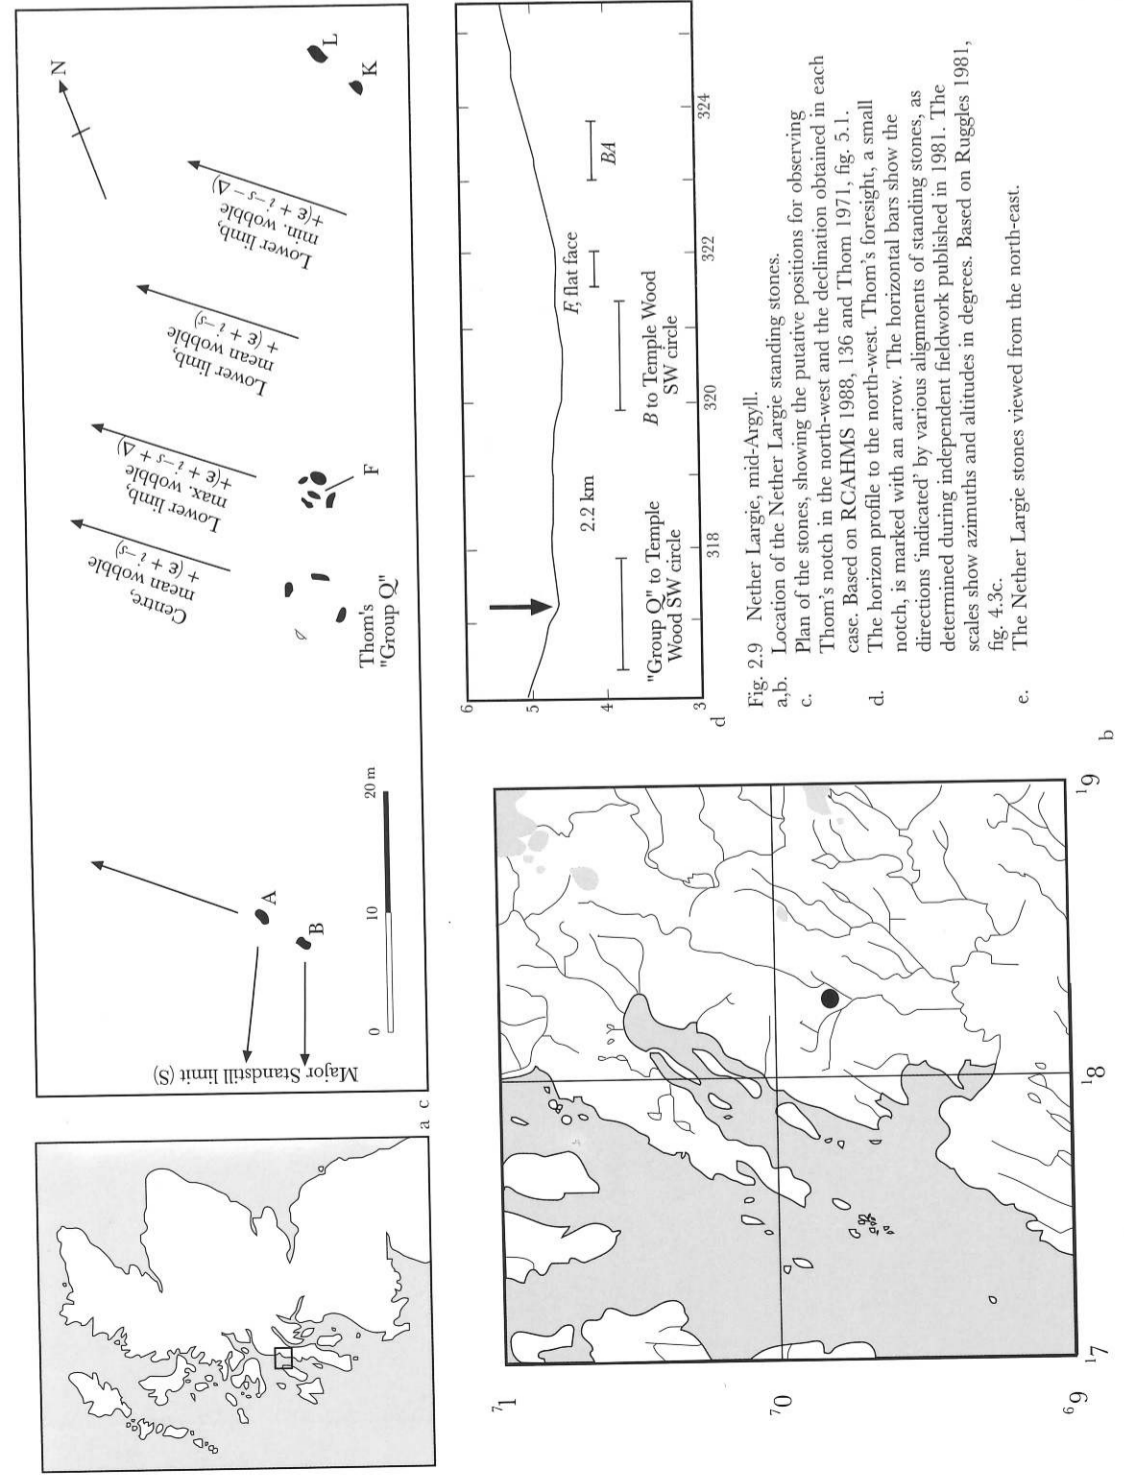 N
L
K
Lower limb,
min. wobble
+(ε + i −s − Δ)
Lower limb,
mean wobble
+ (ε + i −s)
Lower limb,
max. wobble
+(ε + i −s + Δ)
Centre,
mean wobble
+ (ε + i −s)
F
Thom's
"Group Q"
A
B
0
10
20 m
Major Standstill limit (S)
a
c
6
5
4
3
318
320
322
324
2.2 km
"Group Q" to Temple
Wood SW circle
B to Temple Wood
SW circle
F, flat face
BA
d
Fig. 2.9 Nether Largie, mid-Argyll.
a,b. Location of the Nether Largie standing stones.
c. Plan of the stones, showing the putative positions for observing
Thom's notch in the north-west and the declination obtained in each
case. Based on RCAHMS 1988, 136 and Thom 1971, fig. 5.1.
d. The horizon profile to the north-west. Thom's foresight, a small
notch, is marked with an arrow. The horizontal bars show the
directions 'indicated' by various alignments of standing stones, as
determined during independent fieldwork published in 1981. The
scales show azimuths and altitudes in degrees. Based on Ruggles 1981,
fig. 4.3c.
e. The Nether Largie stones viewed from the north-east.
71
70
69
17
18
19
b